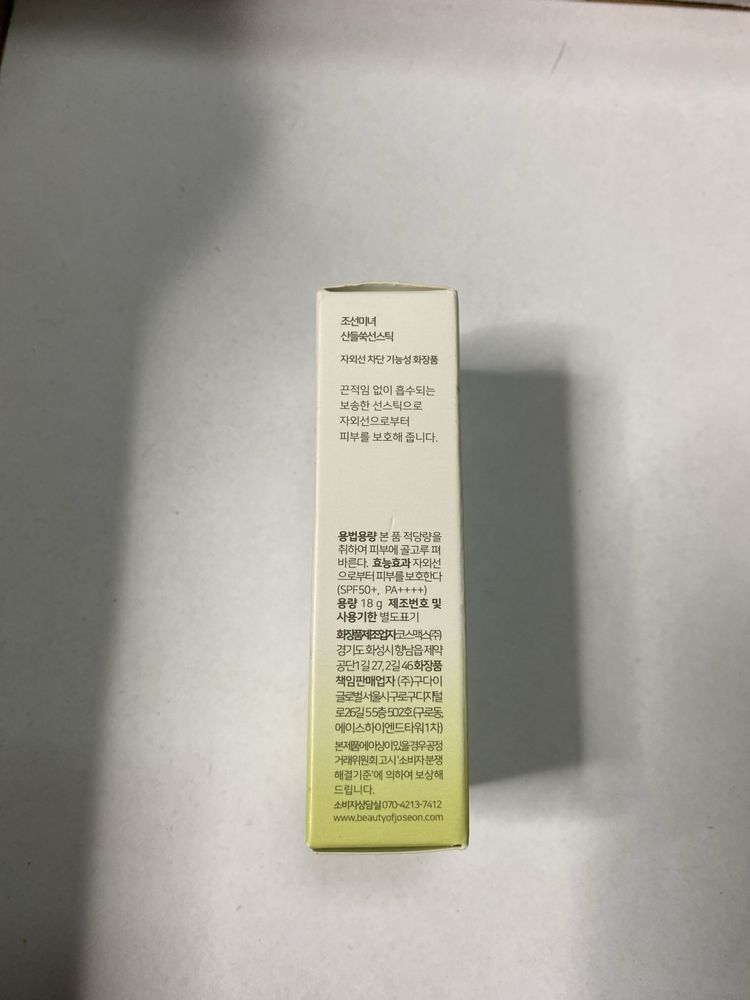 조선미녀
산들쑥선스틱
자외선 차단 기능성 화장품
끈적임 없이 흡수되는
보송한 선스틱으로
자외선으로부터
피부를 보호해 줍니다.
용법용량 본 품 적당량을
취하여 피부에 골고루 펴
바른다. 효능효과 자외선
으로부터 피부를 보호한다
(SPF50+, PA++++)
용량 18 g 제조번호 및
사용기한 별도표기
화장품제조업자 코스맥스(주)
경기도 화성시 향남읍 제약
공단1길 27, 2길 46 화장품
책임판매업자 (주)구다이
글로벌 서울시 구로구 디지털
로26길 5 5층 502호 (구로동,
에이스하이엔드타워1차)
본 제품에 이상이 있을 경우 공정
거래위원회 고시 '소비자 분쟁
해결기준'에 의하여 보상해
드립니다.
소비자상담실 070-4213-7412
www.beautyofjoseon.com